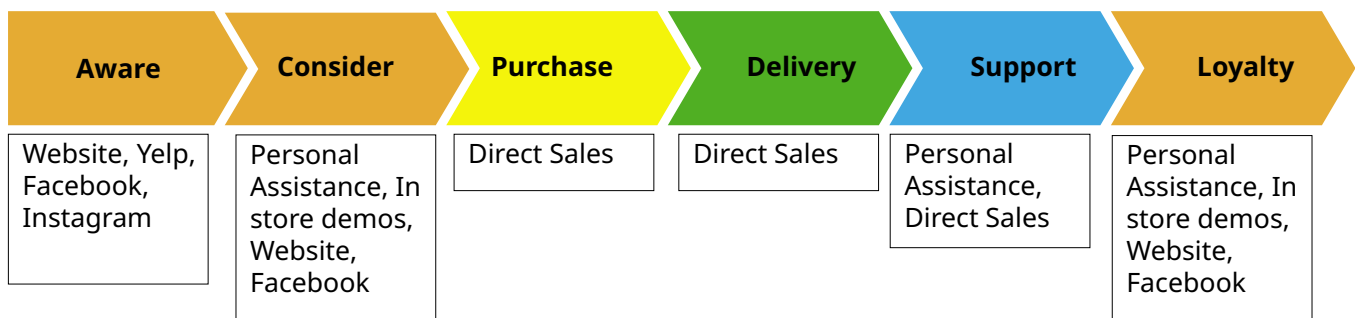 Aware
Consider
Purchase
Delivery
Support
Loyalty
Website, Yelp,
Facebook,
Instagram
Personal
Assistance, In
store demos,
Website,
Facebook
Direct Sales
Direct Sales
Personal
Assistance,
Direct Sales
Personal
Assistance, In
store demos,
Website,
Facebook